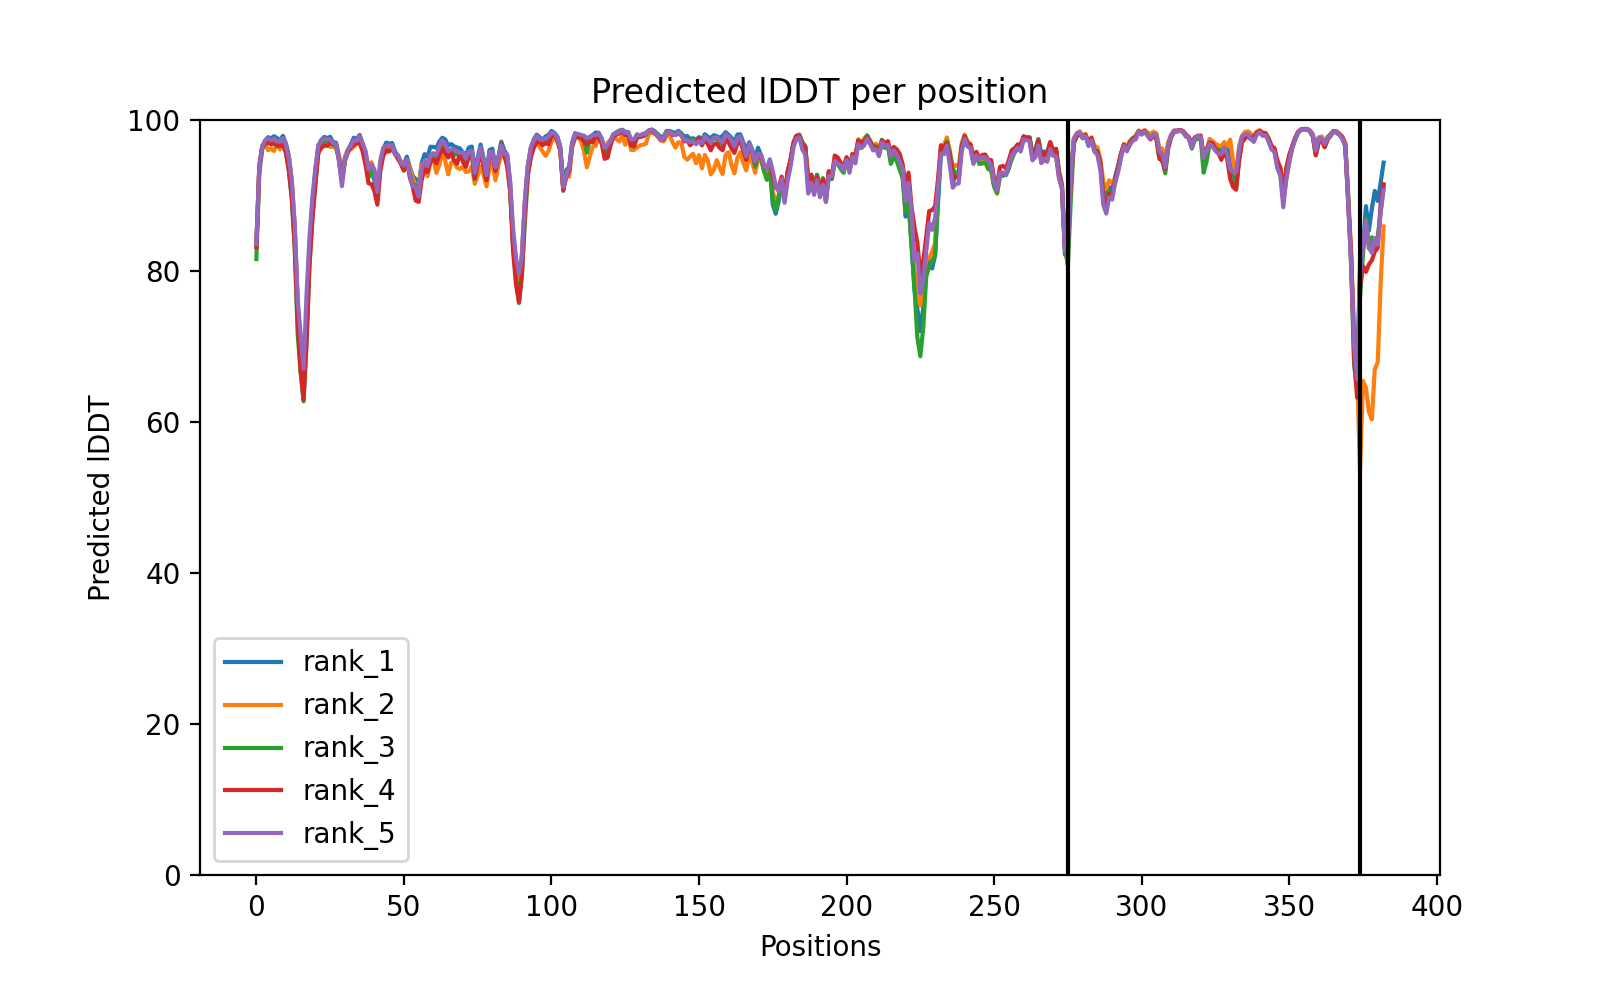 Predicted lDDT per position
100
80
60
40
20
0
Predicted lDDT
rank_1
rank_2
rank_3
rank_4
rank_5
0 50 100 150 200 250 300 350 400
Positions